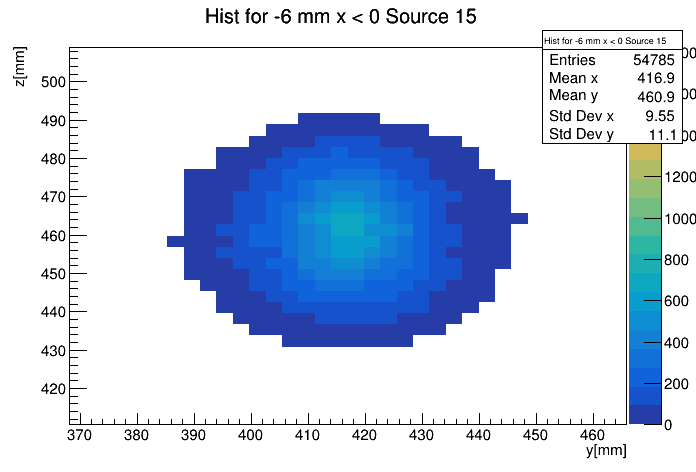 Hist for -6 mm x < 0 Source 15
Hist for -6 mm x < 0 Source 15
Entries 54785
Mean x 416.9
Mean y 460.9
Std Dev x 9.55
Std Dev y 11.1
z[mm]
500
490
480
470
460
450
440
430
420
370 380 390 400 410 420 430 440 450 460
y[mm]
1200
1000
800
600
400
200
0